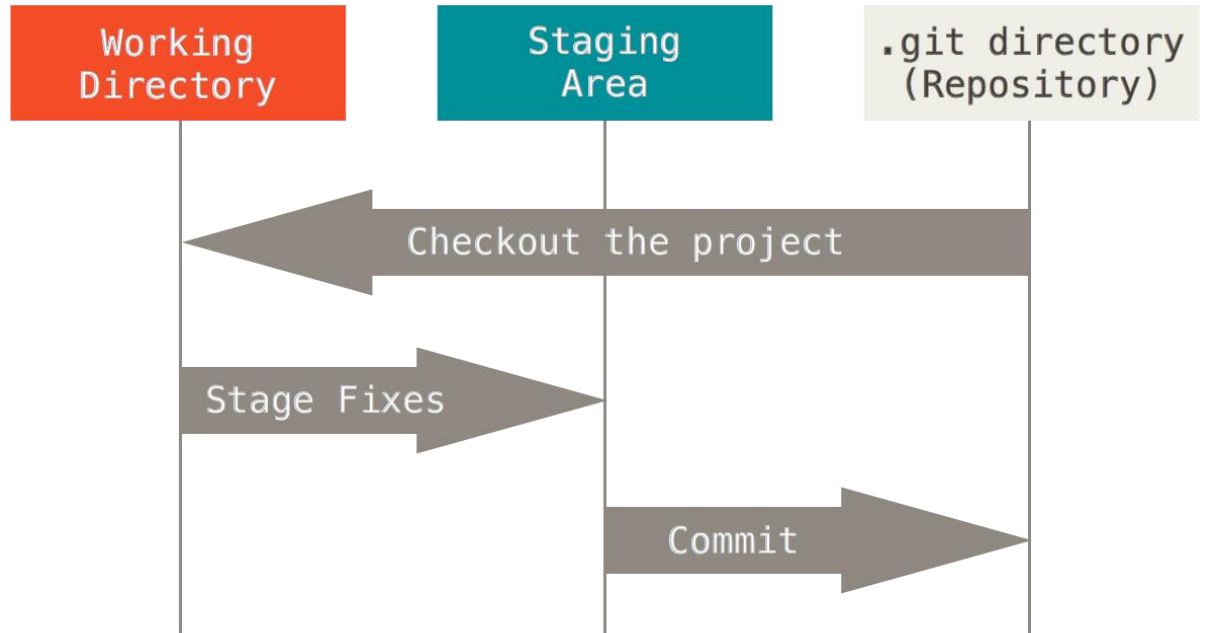 Working
Directory
Staging
Area
.git directory
(Repository)
Checkout the project
Stage Fixes
Commit